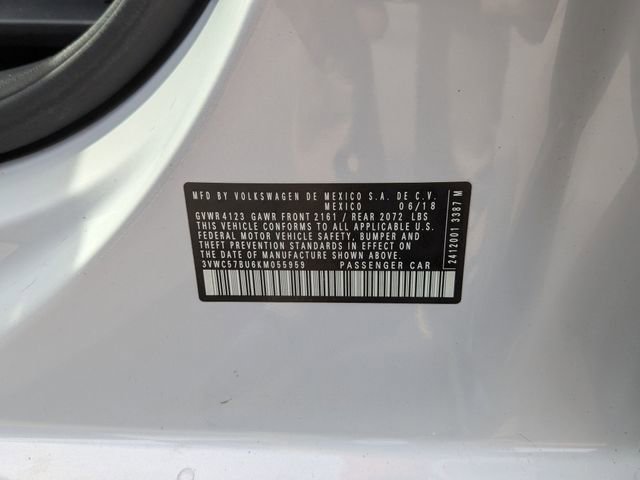 MFD BY VOLKSWAGEN DE MEXICO S.A. DE C.V.
MEXICO 06/18
GVWR 4123 GAWR FRONT 2161 / REAR 2072 LBS
THIS VEHICLE CONFORMS TO ALL APPLICABLE U.S.
FEDERAL MOTOR VEHICLE SAFETY, BUMPER AND
THEFT PREVENTION STANDARDS IN EFFECT ON
THE DATE OF MANUFACTURE SHOWN ABOVE.
3VWC57BU6KM055959 PASSENGER CAR
2412001 3387 M